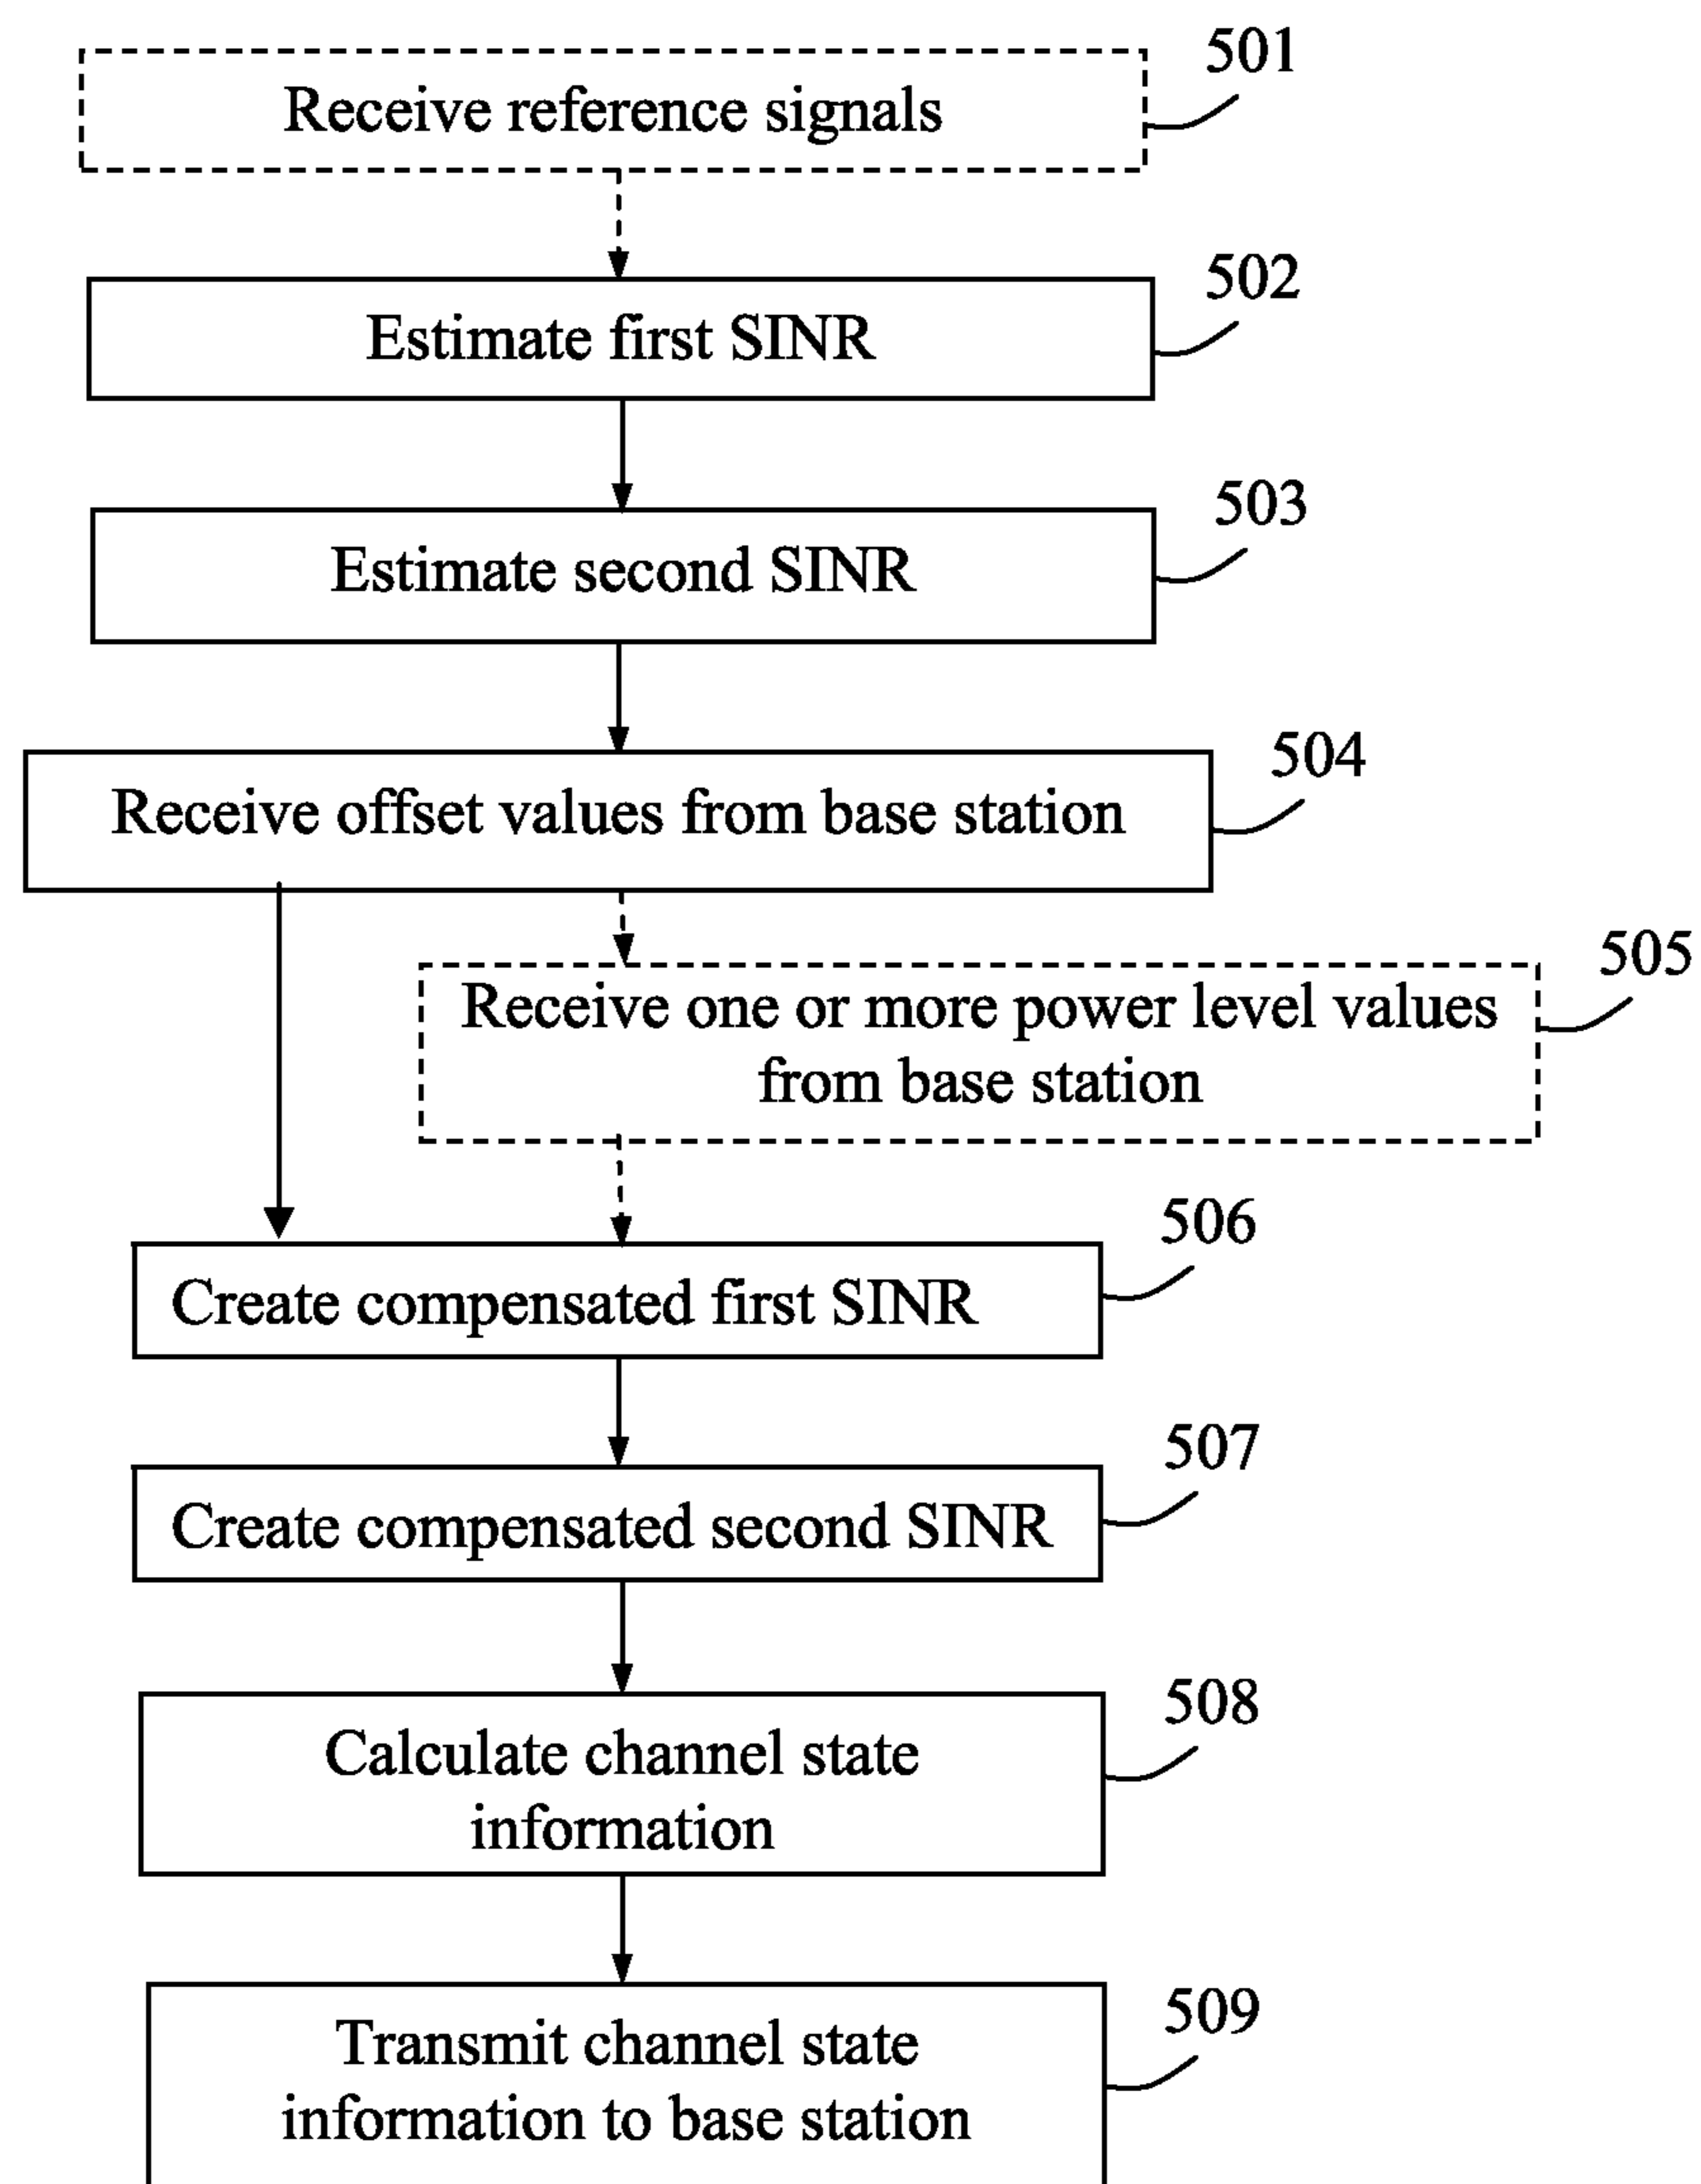 501
Receive reference signals
502
Estimate first SINR
503
Estimate second SINR
504
Receive offset values from base station
505
Receive one or more power level values
from base station
506
Create compensated first SINR
507
Create compensated second SINR
508
Calculate channel state
information
509
Transmit channel state
information to base station